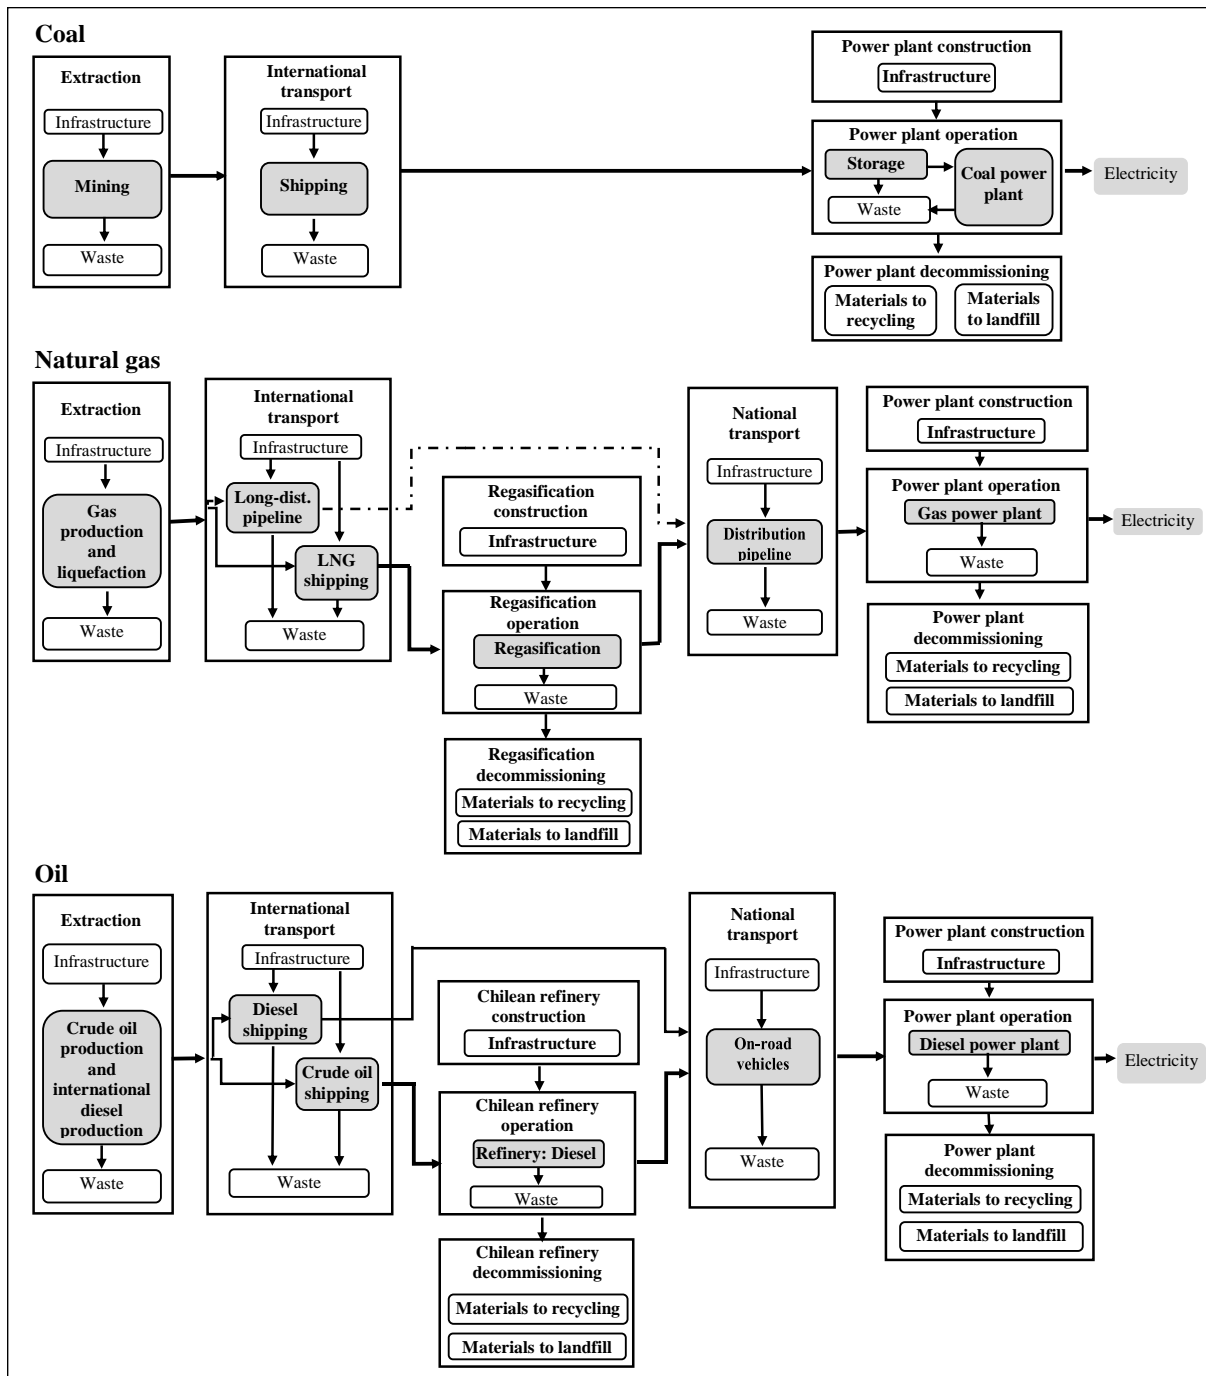 Coal
Extraction
Infrastructure
Mining
Waste
International
transport
Infrastructure
Shipping
Waste
Power plant construction
Infrastructure
Power plant operation
Storage
Waste
Coal power
plant
Electricity
Power plant decommissioning
Materials to
recycling
Materials
to landfill
Natural gas
Extraction
Infrastructure
Gas
production
and
liquefaction
Waste
International
transport
Infrastructure
Long-dist.
pipeline
LNG
shipping
Waste
Regasification
construction
Infrastructure
Regasification
operation
Regasification
Waste
Regasification
decommissioning
Materials to recycling
Materials to landfill
National
transport
Infrastructure
Distribution
pipeline
Waste
Power plant construction
Infrastructure
Power plant operation
Gas power plant
Waste
Electricity
Power plant
decommissioning
Materials to recycling
Materials to landfill
Oil
Extraction
Infrastructure
Crude oil
production
and
international
diesel
production
Waste
International
transport
Infrastructure
Diesel
shipping
Crude oil
shipping
Waste
Chilean refinery
construction
Infrastructure
Chilean refinery
operation
Refinery: Diesel
Waste
Chilean refinery
decommissioning
Materials to recycling
Materials to landfill
National
transport
Infrastructure
On-road
vehicles
Waste
Power plant construction
Infrastructure
Power plant operation
Diesel power plant
Waste
Electricity
Power plant
decommissioning
Materials to recycling
Materials to landfill